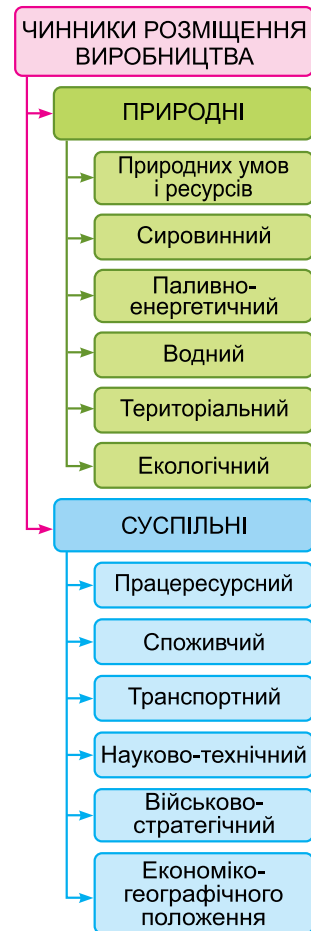 ЧИННИКИ РОЗМІЩЕННЯ
ВИРОБНИЦТВА
ПРИРОДНІ
Природних умов
і ресурсів
Сировинний
Паливно-
енергетичний
Водний
Територіальний
Екологічний
СУСПІЛЬНІ
Працересурсний
Споживчий
Транспортний
Науково-технічний
Військово-
стратегічний
Економіко-
географічного
положення